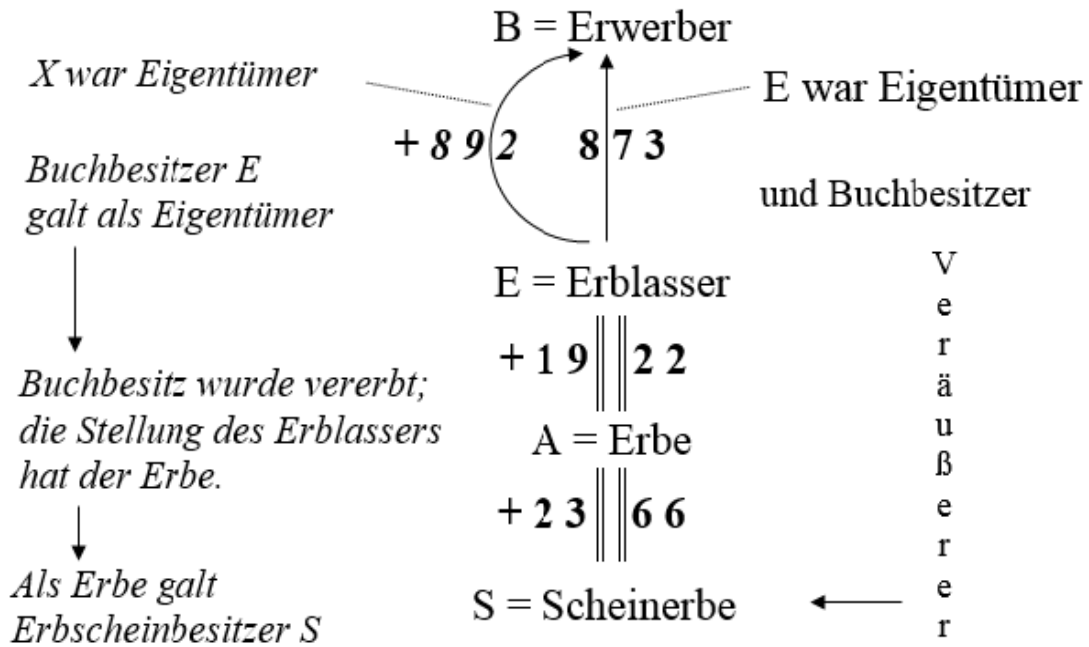 B = Erwerber
X war Eigentümer
E war Eigentümer
+ 8 9 2 8 7 3
Buchbesitzer E
galt als Eigentümer
und Buchbesitzer
E = Erblasser
+ 1 9 2 2
Buchbesitz wurde vererbt;
die Stellung des Erblassers
hat der Erbe.
A = Erbe
+ 2 3 6 6
Als Erbe galt
Erbscheinbesitzer S
S = Scheinerbe
V
e
r
ä
u
ß
e
r
e
r